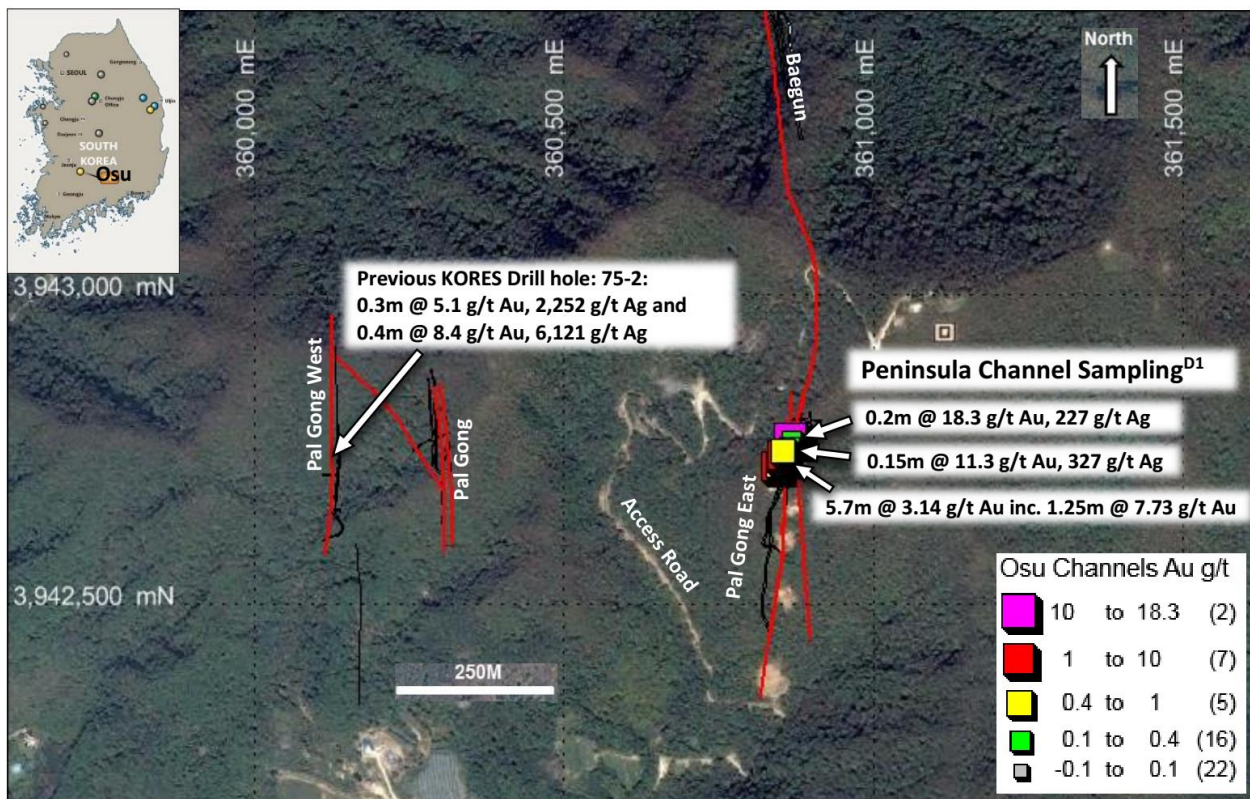 SEOUL
Gangneung
Chungju
Office
Uljin
Chongju
Daejeon
SOUTH
KOREA
Jeonju
Osu
Gwangju
Busan
Mokpo
360,000 mE
360,500 mE
361,000 mE
361,500 mE
North
Baegun
3,943,000 mN
3,942,500 mN
Previous KORES Drill hole: 75-2:
0.3m @ 5.1 g/t Au, 2,252 g/t Ag and
0.4m @ 8.4 g/t Au, 6,121 g/t Ag
Pal Gong West
Pal Gong
Access Road
Pal Gong East
Peninsula Channel Sampling^D1
0.2m @ 18.3 g/t Au, 227 g/t Ag
0.15m @ 11.3 g/t Au, 327 g/t Ag
5.7m @ 3.14 g/t Au inc. 1.25m @ 7.73 g/t Au
250M
Osu Channels Au g/t
10 to 18.3 (2)
1 to 10 (7)
0.4 to 1 (5)
0.1 to 0.4 (16)
-0.1 to 0.1 (22)